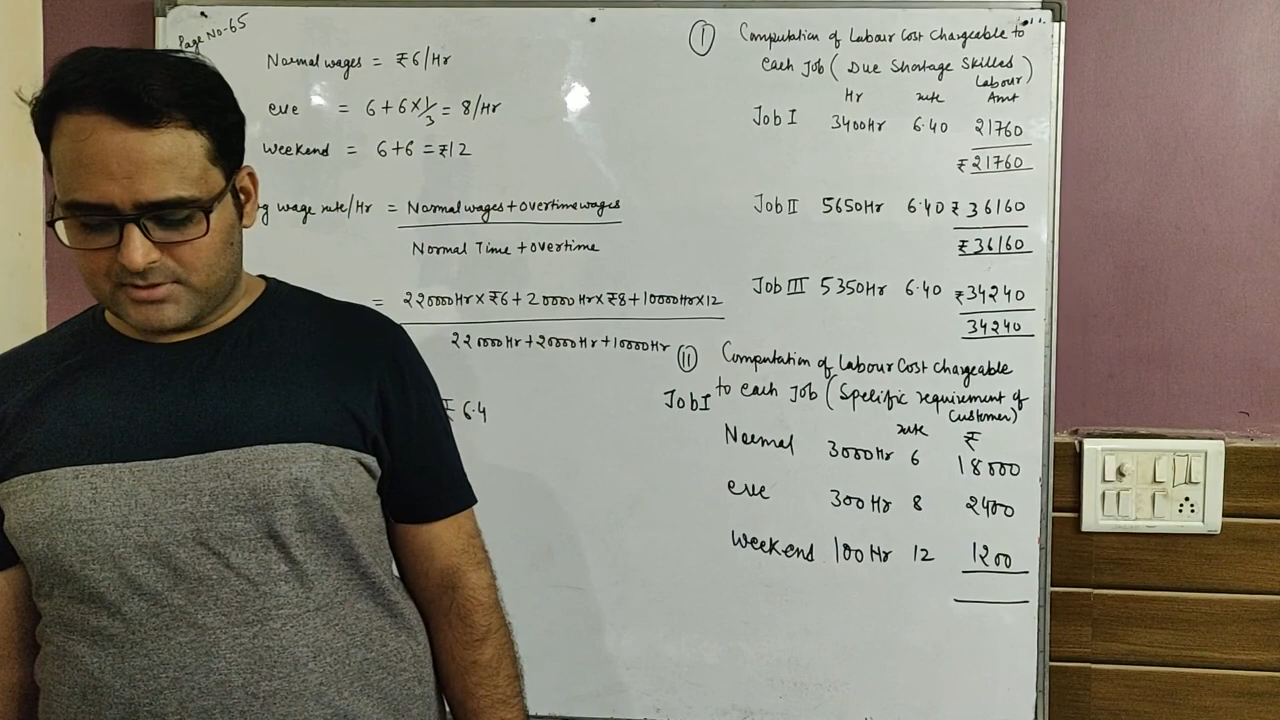 Page No-65
Normal wages = ₹6/Hr
eve = 6+6×1/3 = 8/Hr
Weekend = 6+6 = ₹12
g wage rate/Hr = Normal wages + overtime wages
Normal Time + overtime
= 220000Hr × ₹6 + 20000Hr × ₹8 + 10000Hr × 12
220000Hr + 20000Hr + 10000Hr
₹ 6.4
I Computation of Labour Cost Chargeable to
each Job (Due Shortage Skilled
Labour)
Hr rate Amt
Job I 3400Hr 6.40 21760
₹21760
Job II 5650Hr 6.40 ₹36160
₹36160
Job III 5350Hr 6.40 ₹34240
34240
II Computation of Labour Cost Chargeable
to each Job (Spelific requirement of
Customer)
Job I
rate ₹
Normal 3000Hr 6 18000
eve 300Hr 8 2400
Weekend 100Hr 12 1200